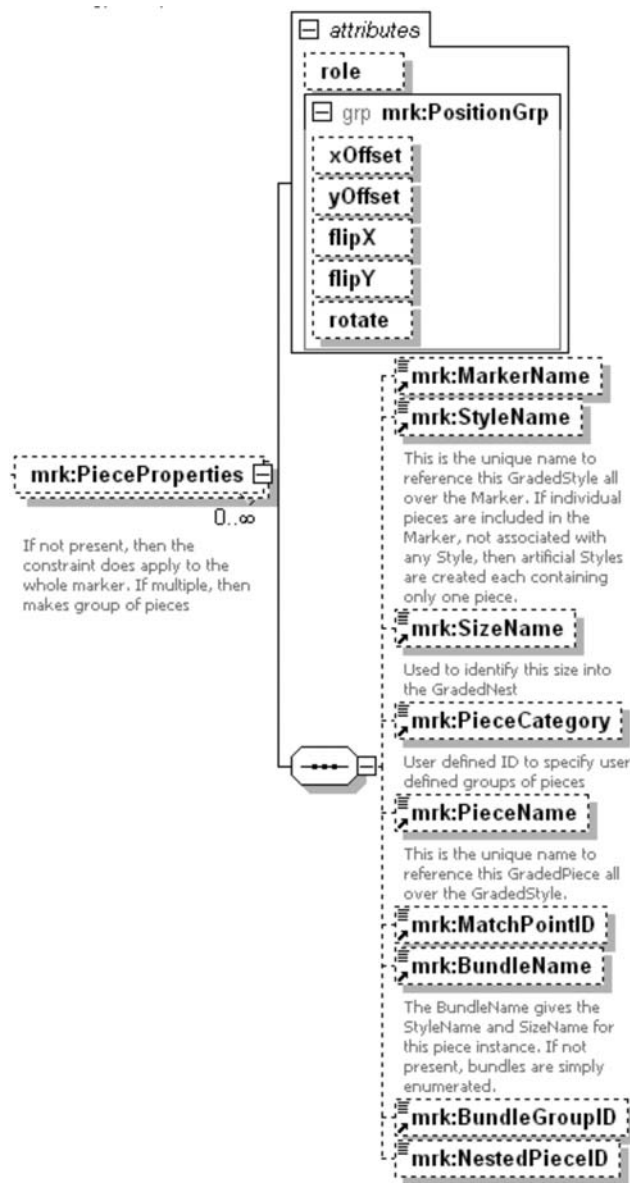 attributes
role
grp mrk:PositionGrp
xOffset
yOffset
flipX
flipY
rotate
mrk:PieceProperties
0..∞
If not present, then the
constraint does apply to the
whole marker. If multiple, then
makes group of pieces
mrk:MarkerName
mrk:StyleName
This is the unique name to
reference this GradedStyle all
over the Marker. If individual
pieces are included in the
Marker, not associated with
any Style, then artificial Styles
are created each containing
only one piece.
mrk:SizeName
Used to identify this size into
the GradedNest
mrk:PieceCategory
User defined ID to specify user
defined groups of pieces
mrk:PieceName
This is the unique name to
reference this GradedPiece all
over the GradedStyle.
mrk:MatchPointID
mrk:BundleName
The BundleName gives the
StyleName and SizeName for
this piece instance. If not
present, bundles are simply
enumerated.
mrk:BundleGroupID
mrk:NestedPieceID